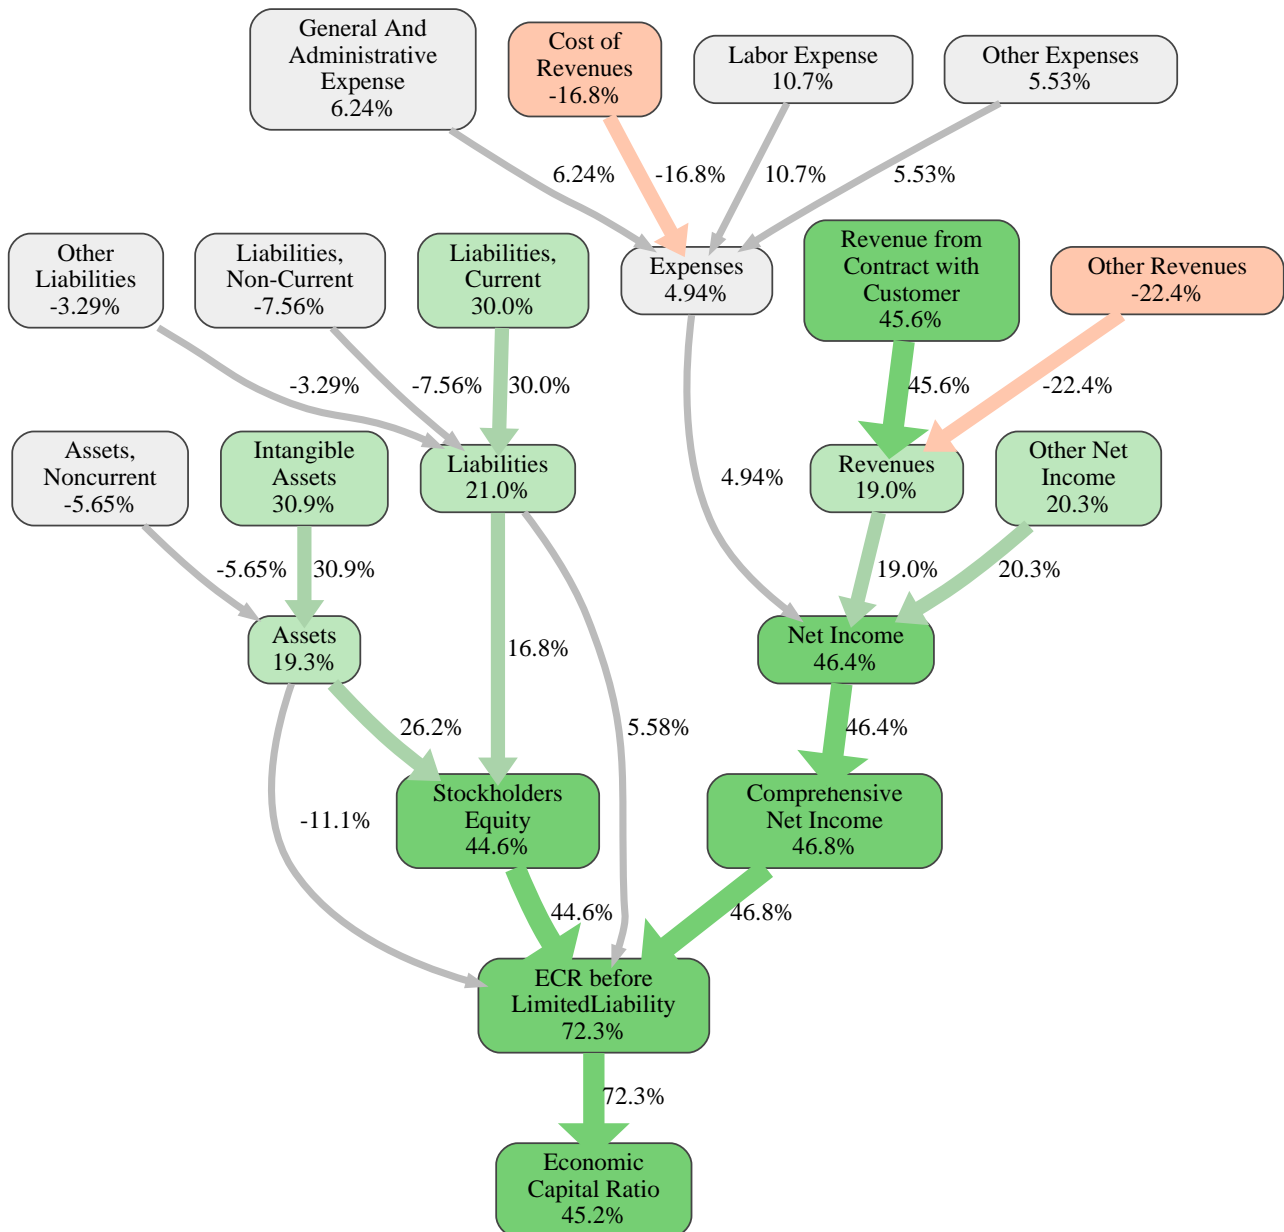 General And
Administrative
Expense
6.24%
Cost of
Revenues
-16.8%
Labor Expense
10.7%
Other Expenses
5.53%
6.24%
-16.8%
10.7%
5.53%
Other
Liabilities
-3.29%
Liabilities,
Non-Current
-7.56%
Liabilities,
Current
30.0%
Expenses
4.94%
Revenue from
Contract with
Customer
45.6%
Other Revenues
-22.4%
-3.29%
-7.56%
30.0%
45.6%
-22.4%
Assets,
Noncurrent
-5.65%
Intangible
Assets
30.9%
Liabilities
21.0%
4.94%
Revenues
19.0%
Other Net
Income
20.3%
-5.65%
30.9%
19.0%
20.3%
Assets
19.3%
16.8%
Net Income
46.4%
26.2%
5.58%
46.4%
-11.1%
Stockholders
Equity
44.6%
Comprehensive
Net Income
46.8%
44.6%
46.8%
ECR before
LimitedLiability
72.3%
72.3%
Economic
Capital Ratio
45.2%